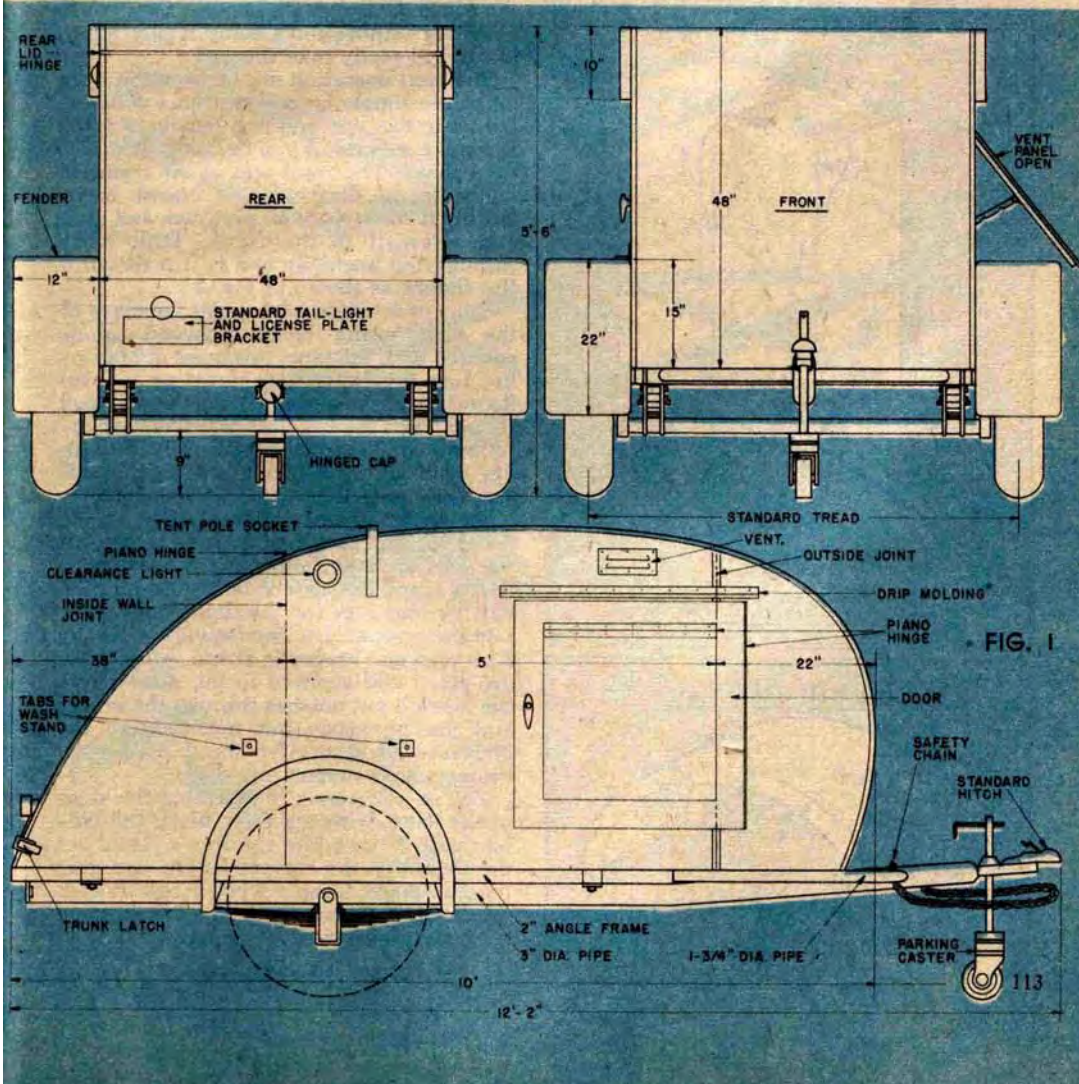 REAR
LID
HINGE
10"
VENT
PANEL
OPEN
FENDER
REAR
48"
FRONT
5'-6"
12"
48"
STANDARD TAIL-LIGHT
AND LICENSE PLATE
BRACKET
15"
22"
9"
HINGED CAP
STANDARD TREAD
TENT POLE SOCKET
VENT.
PIANO HINGE
OUTSIDE JOINT
CLEARANCE LIGHT
DRIP MOLDING
INSIDE WALL
JOINT
PIANO
HINGE
FIG. 1
38"
5'
22"
DOOR
TABS FOR
WASH
STAND
SAFETY
CHAIN
STANDARD
HITCH
TRUNK LATCH
2" ANGLE FRAME
3" DIA. PIPE
1-3/4" DIA. PIPE
PARKING
CASTER
113
10'
12'-2"